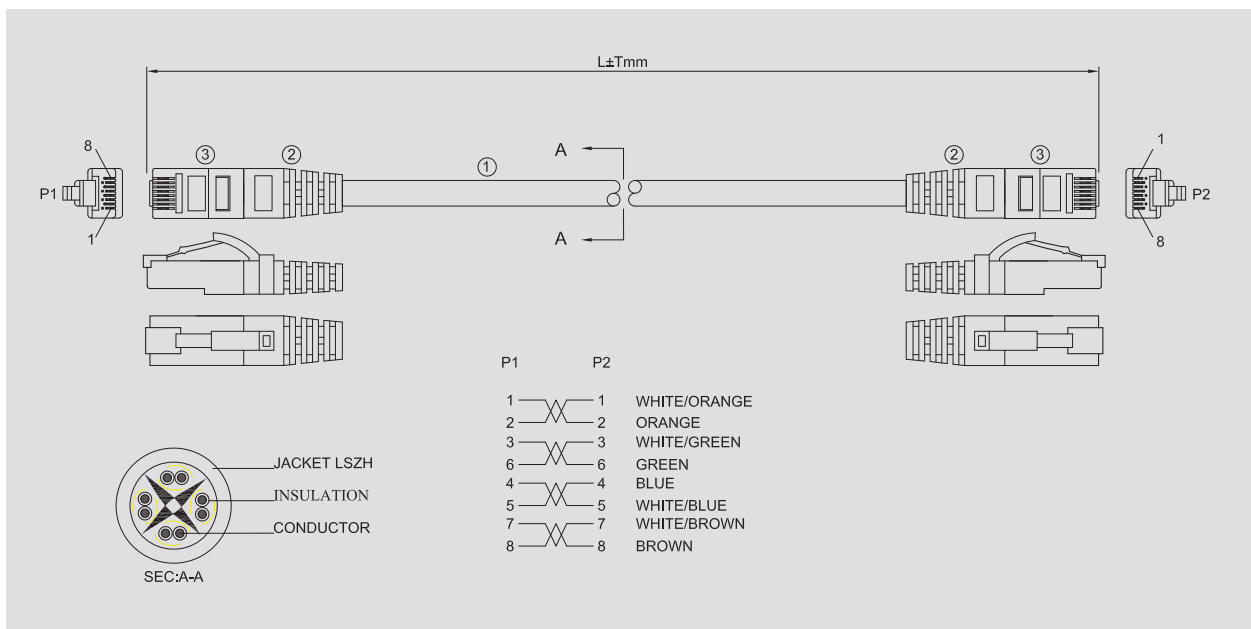 L±Tmm
8 ③ ② ① A ② ③ 1
P1 P2
1 A 8
P1 P2
1 1 WHITE/ORANGE
2 2 ORANGE
3 3 WHITE/GREEN
6 6 GREEN
4 4 BLUE
5 5 WHITE/BLUE
7 7 WHITE/BROWN
8 8 BROWN
JACKET LSZH
INSULATION
CONDUCTOR
SEC:A-A